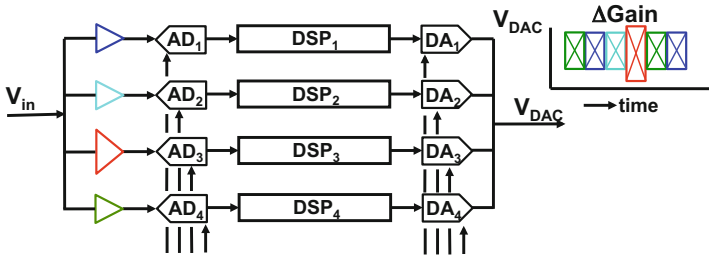 AD₁ DSP₁ DA₁ V_DAC ΔGain
V_in AD₂ DSP₂ DA₂ V_DAC time
AD₃ DSP₃ DA₃
AD₄ DSP₄ DA₄